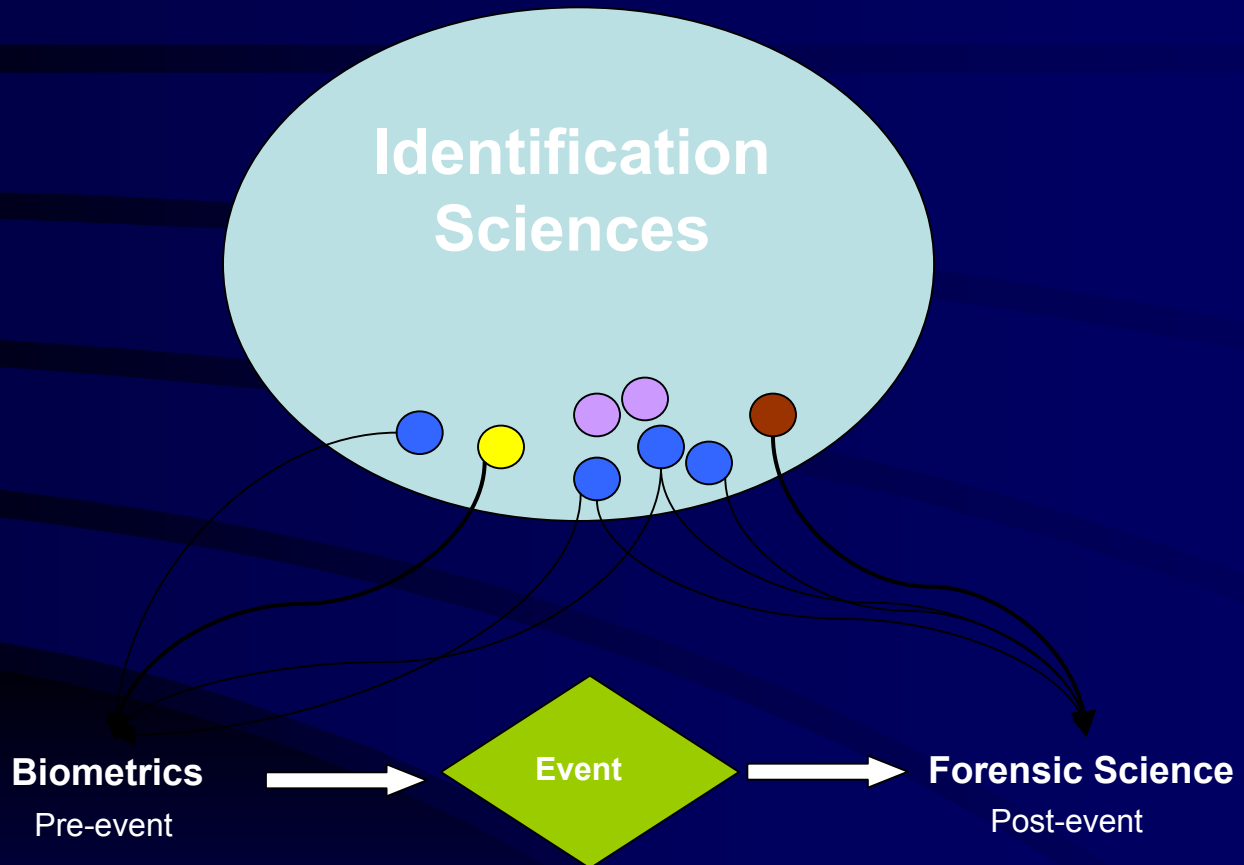 Identification
Sciences
Biometrics
Pre-event
Event
Forensic Science
Post-event